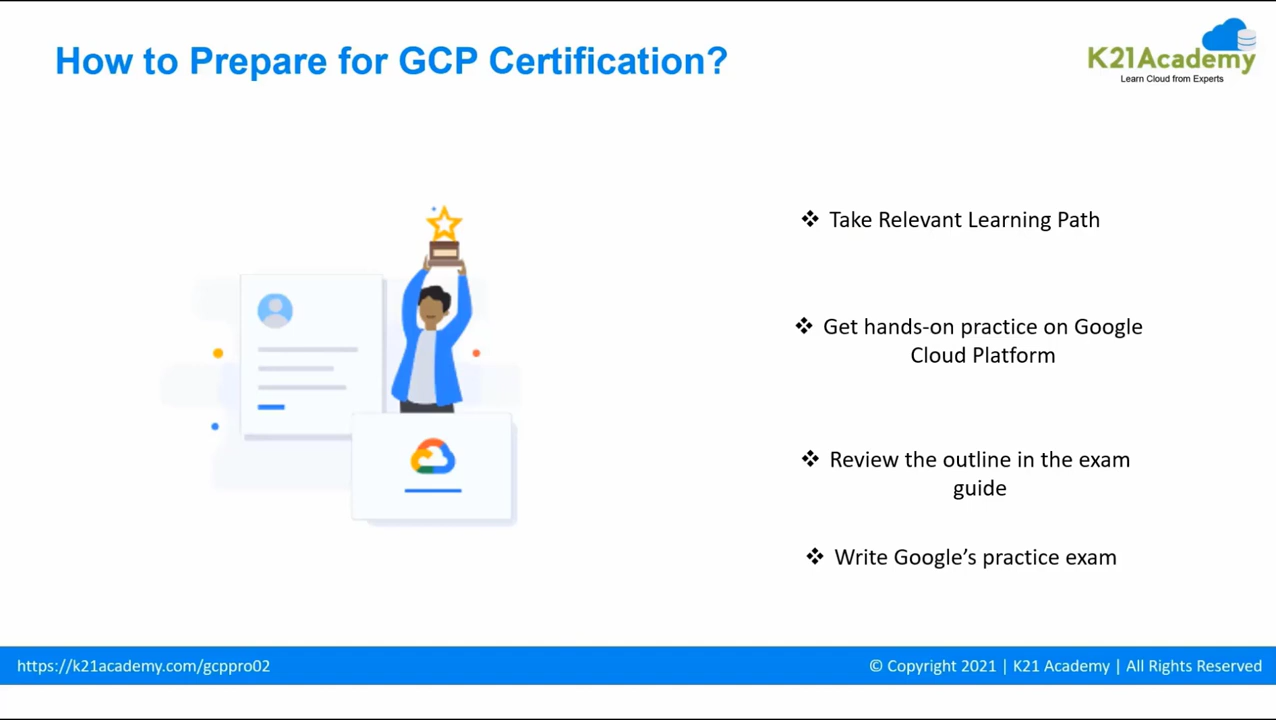 How to Prepare for GCP Certification?
K21Academy
Learn Cloud from Experts
❖ Take Relevant Learning Path
❖ Get hands-on practice on Google
Cloud Platform
❖ Review the outline in the exam
guide
❖ Write Google’s practice exam
https://k21academy.com/gcppro02
© Copyright 2021 | K21 Academy | All Rights Reserved